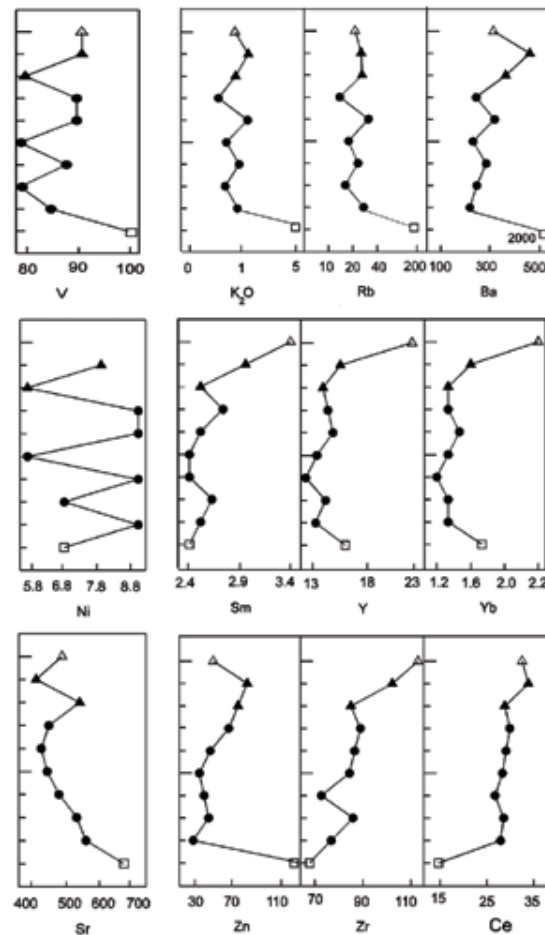 2000
80 90 100
0 1 5
10 20 40 200
100 300 500
V
K2O
Rb
Ba
5.8 6.8 7.8 8.8
2.4 2.9 3.4
13 18 23
1.2 1.6 2.0 2.2
Ni
Sm
Y
Yb
400 500 600 700
30 70 110
70 90 110
15 25 35
Sr
Zn
Zr
Ce